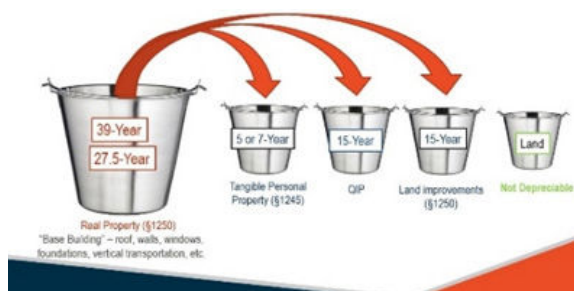 39-Year
27.5-Year
5 or 7-Year
15-Year
15-Year
Land
Real Property (§1250)
"Base Building" – roof, walls, windows,
foundations, vertical transportation, etc.
Tangible Personal
Property (§1245)
QIP
Land improvements
(§1250)
Not Depreciable